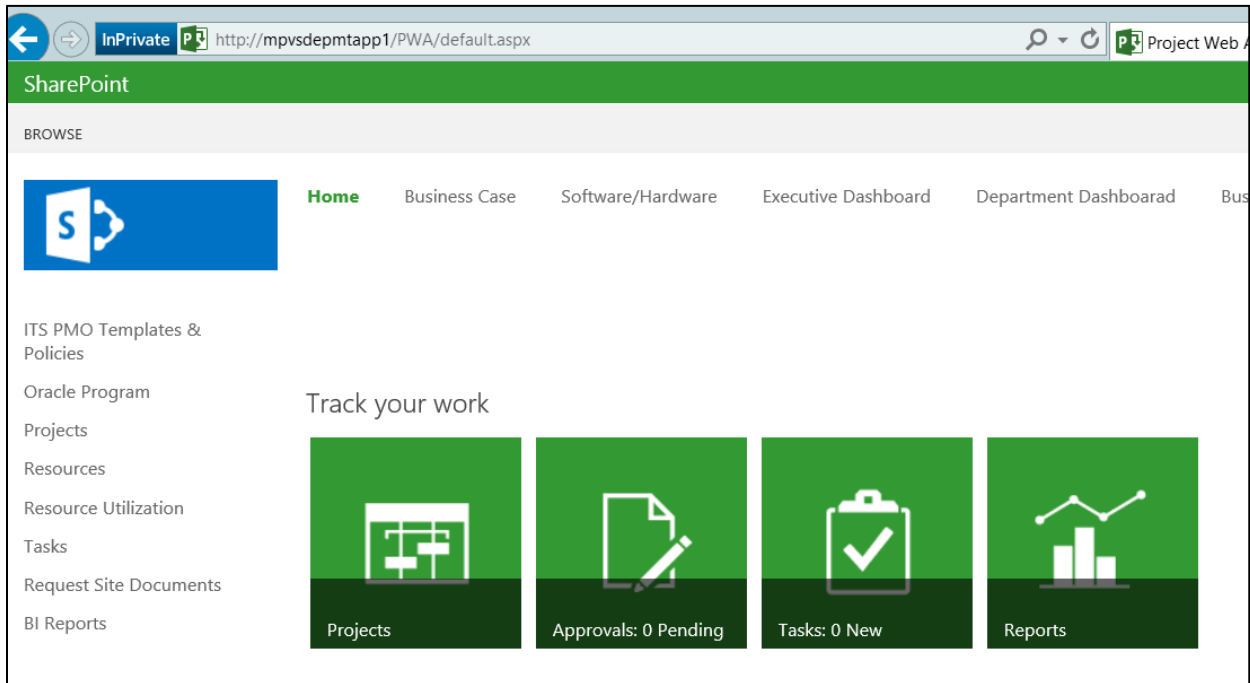 InPrivate http://mpvsdepmtapp1/PWA/default.aspx Project Web A
SharePoint
BROWSE
S
Home Business Case Software/Hardware Executive Dashboard Department Dashboarad Bus
ITS PMO Templates &
Policies
Oracle Program
Projects
Resources
Resource Utilization
Tasks
Request Site Documents
BI Reports
Track your work
Projects
Approvals: 0 Pending
Tasks: 0 New
Reports